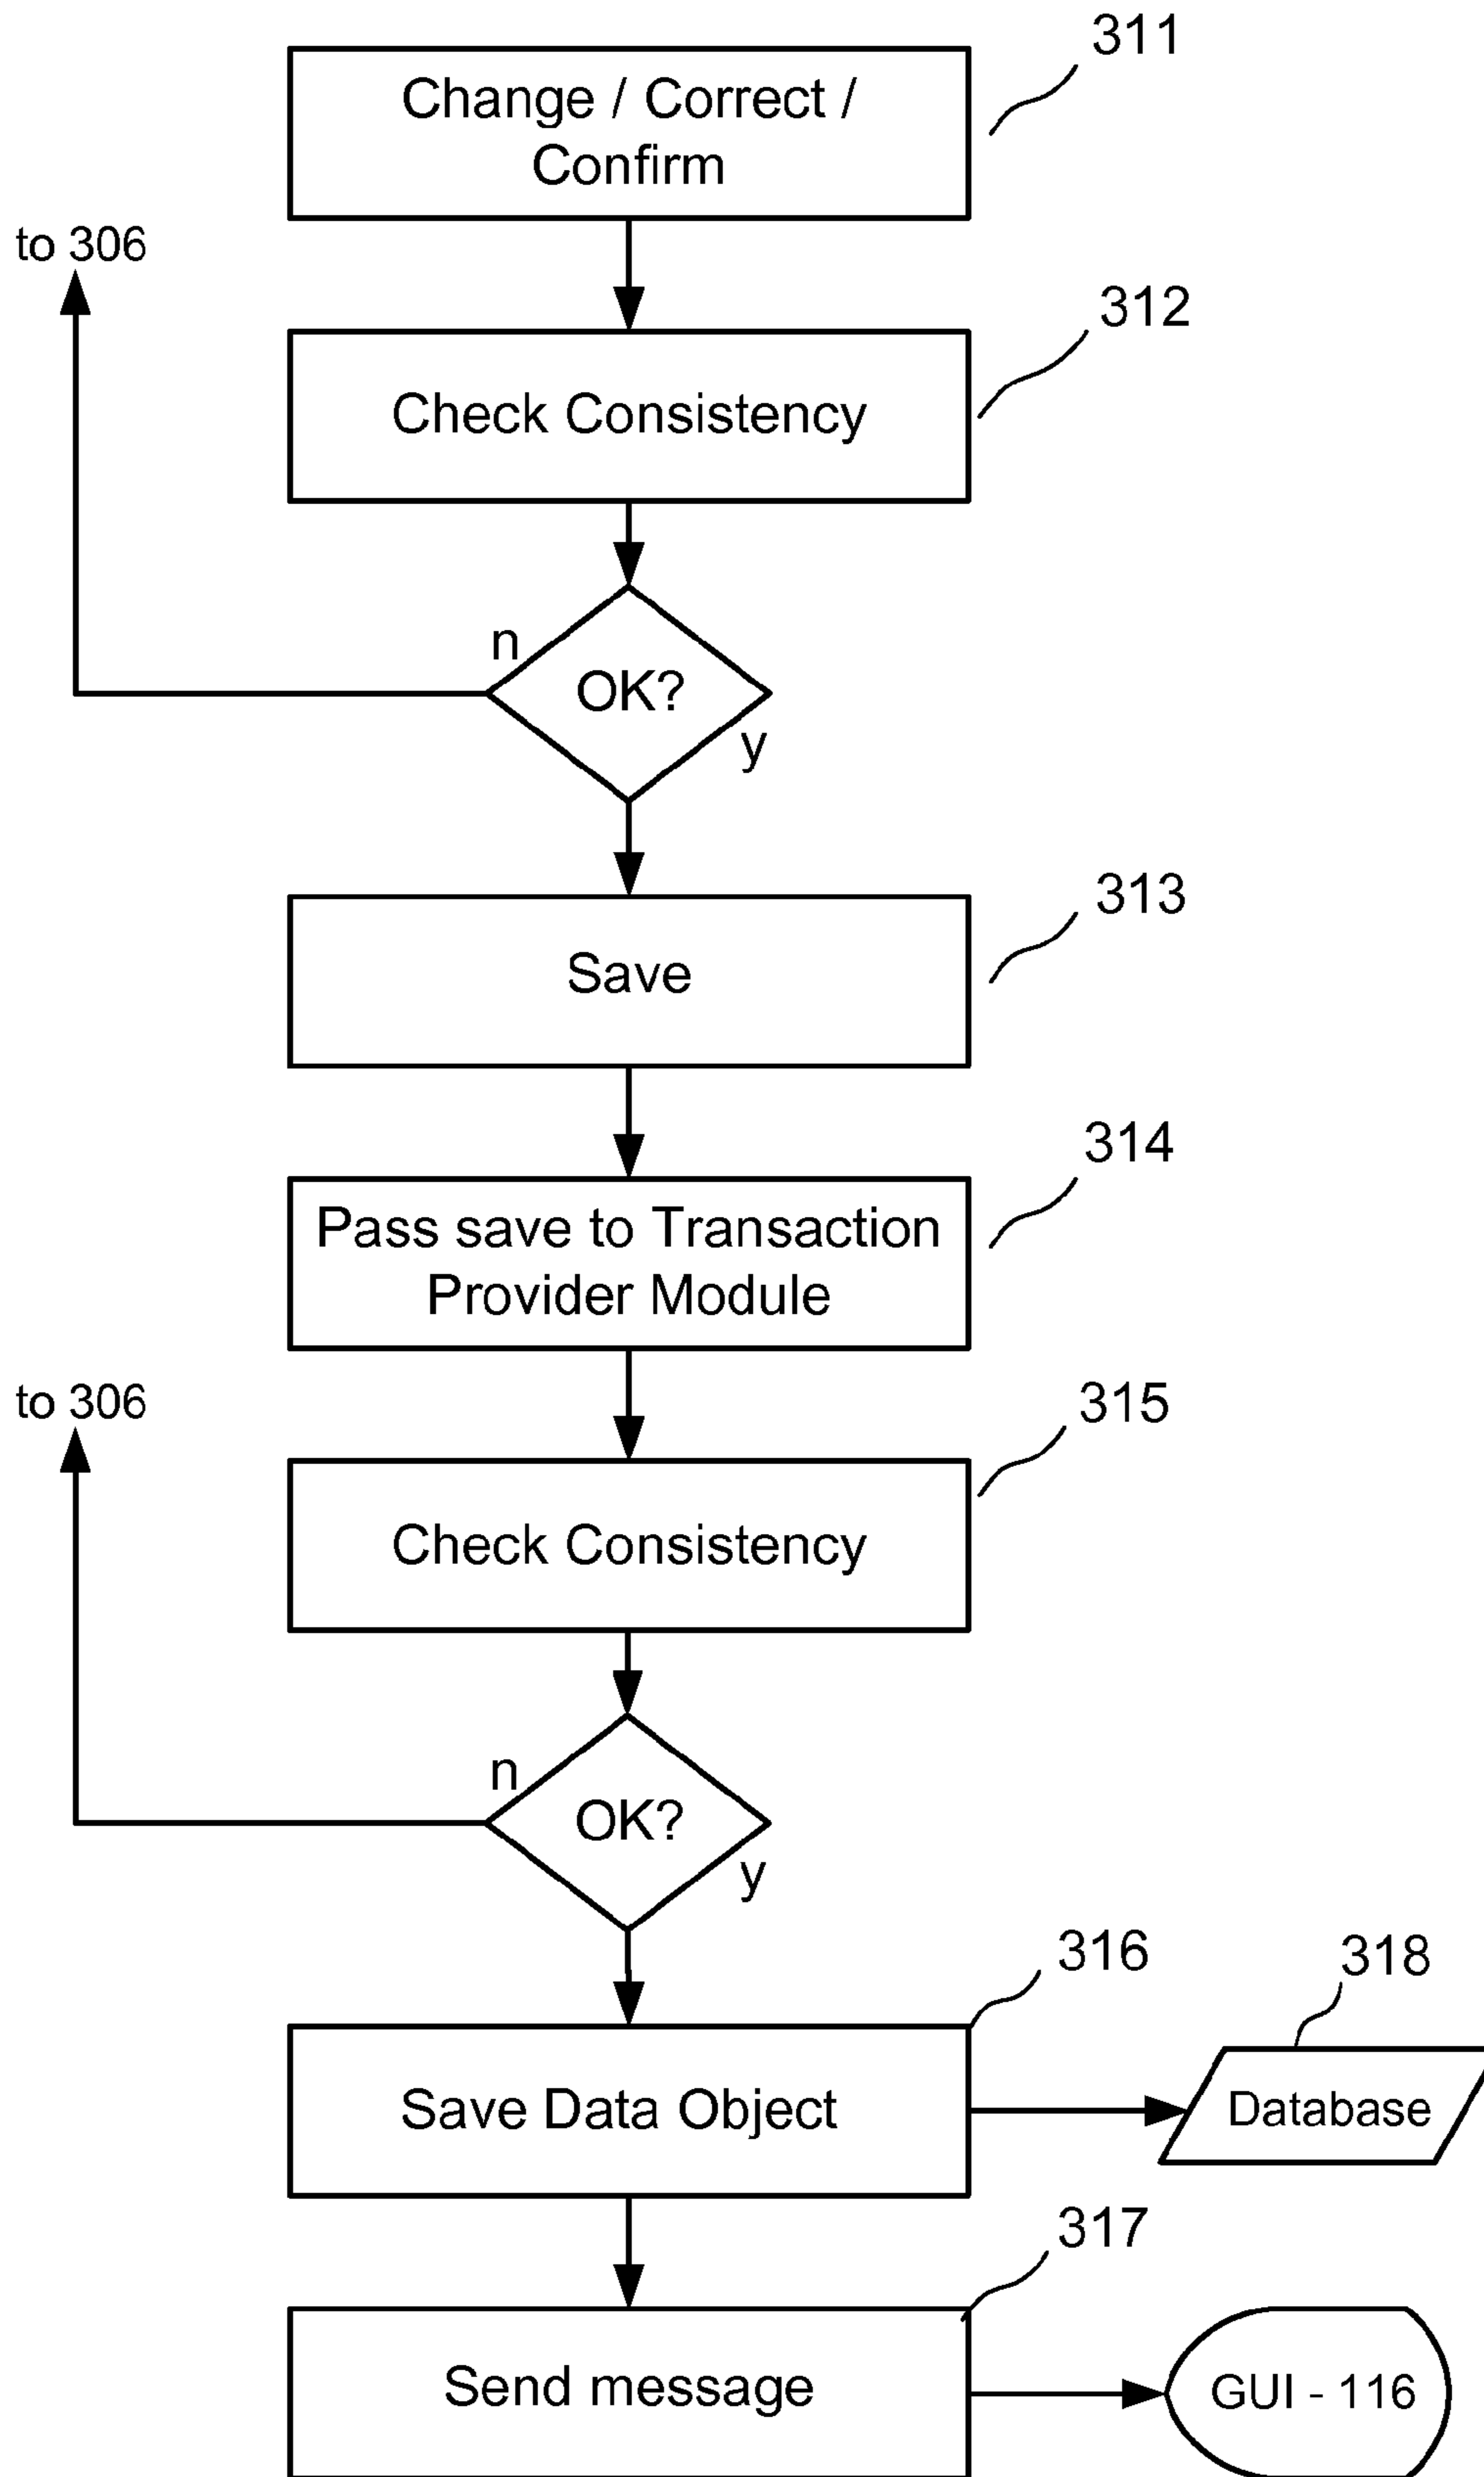 311
Change / Correct /
Confirm
to 306
312
Check Consistency
n
OK?
y
313
Save
314
Pass save to Transaction
Provider Module
to 306
315
Check Consistency
n
OK?
y
316
318
Save Data Object
Database
317
Send message
GUI - 116